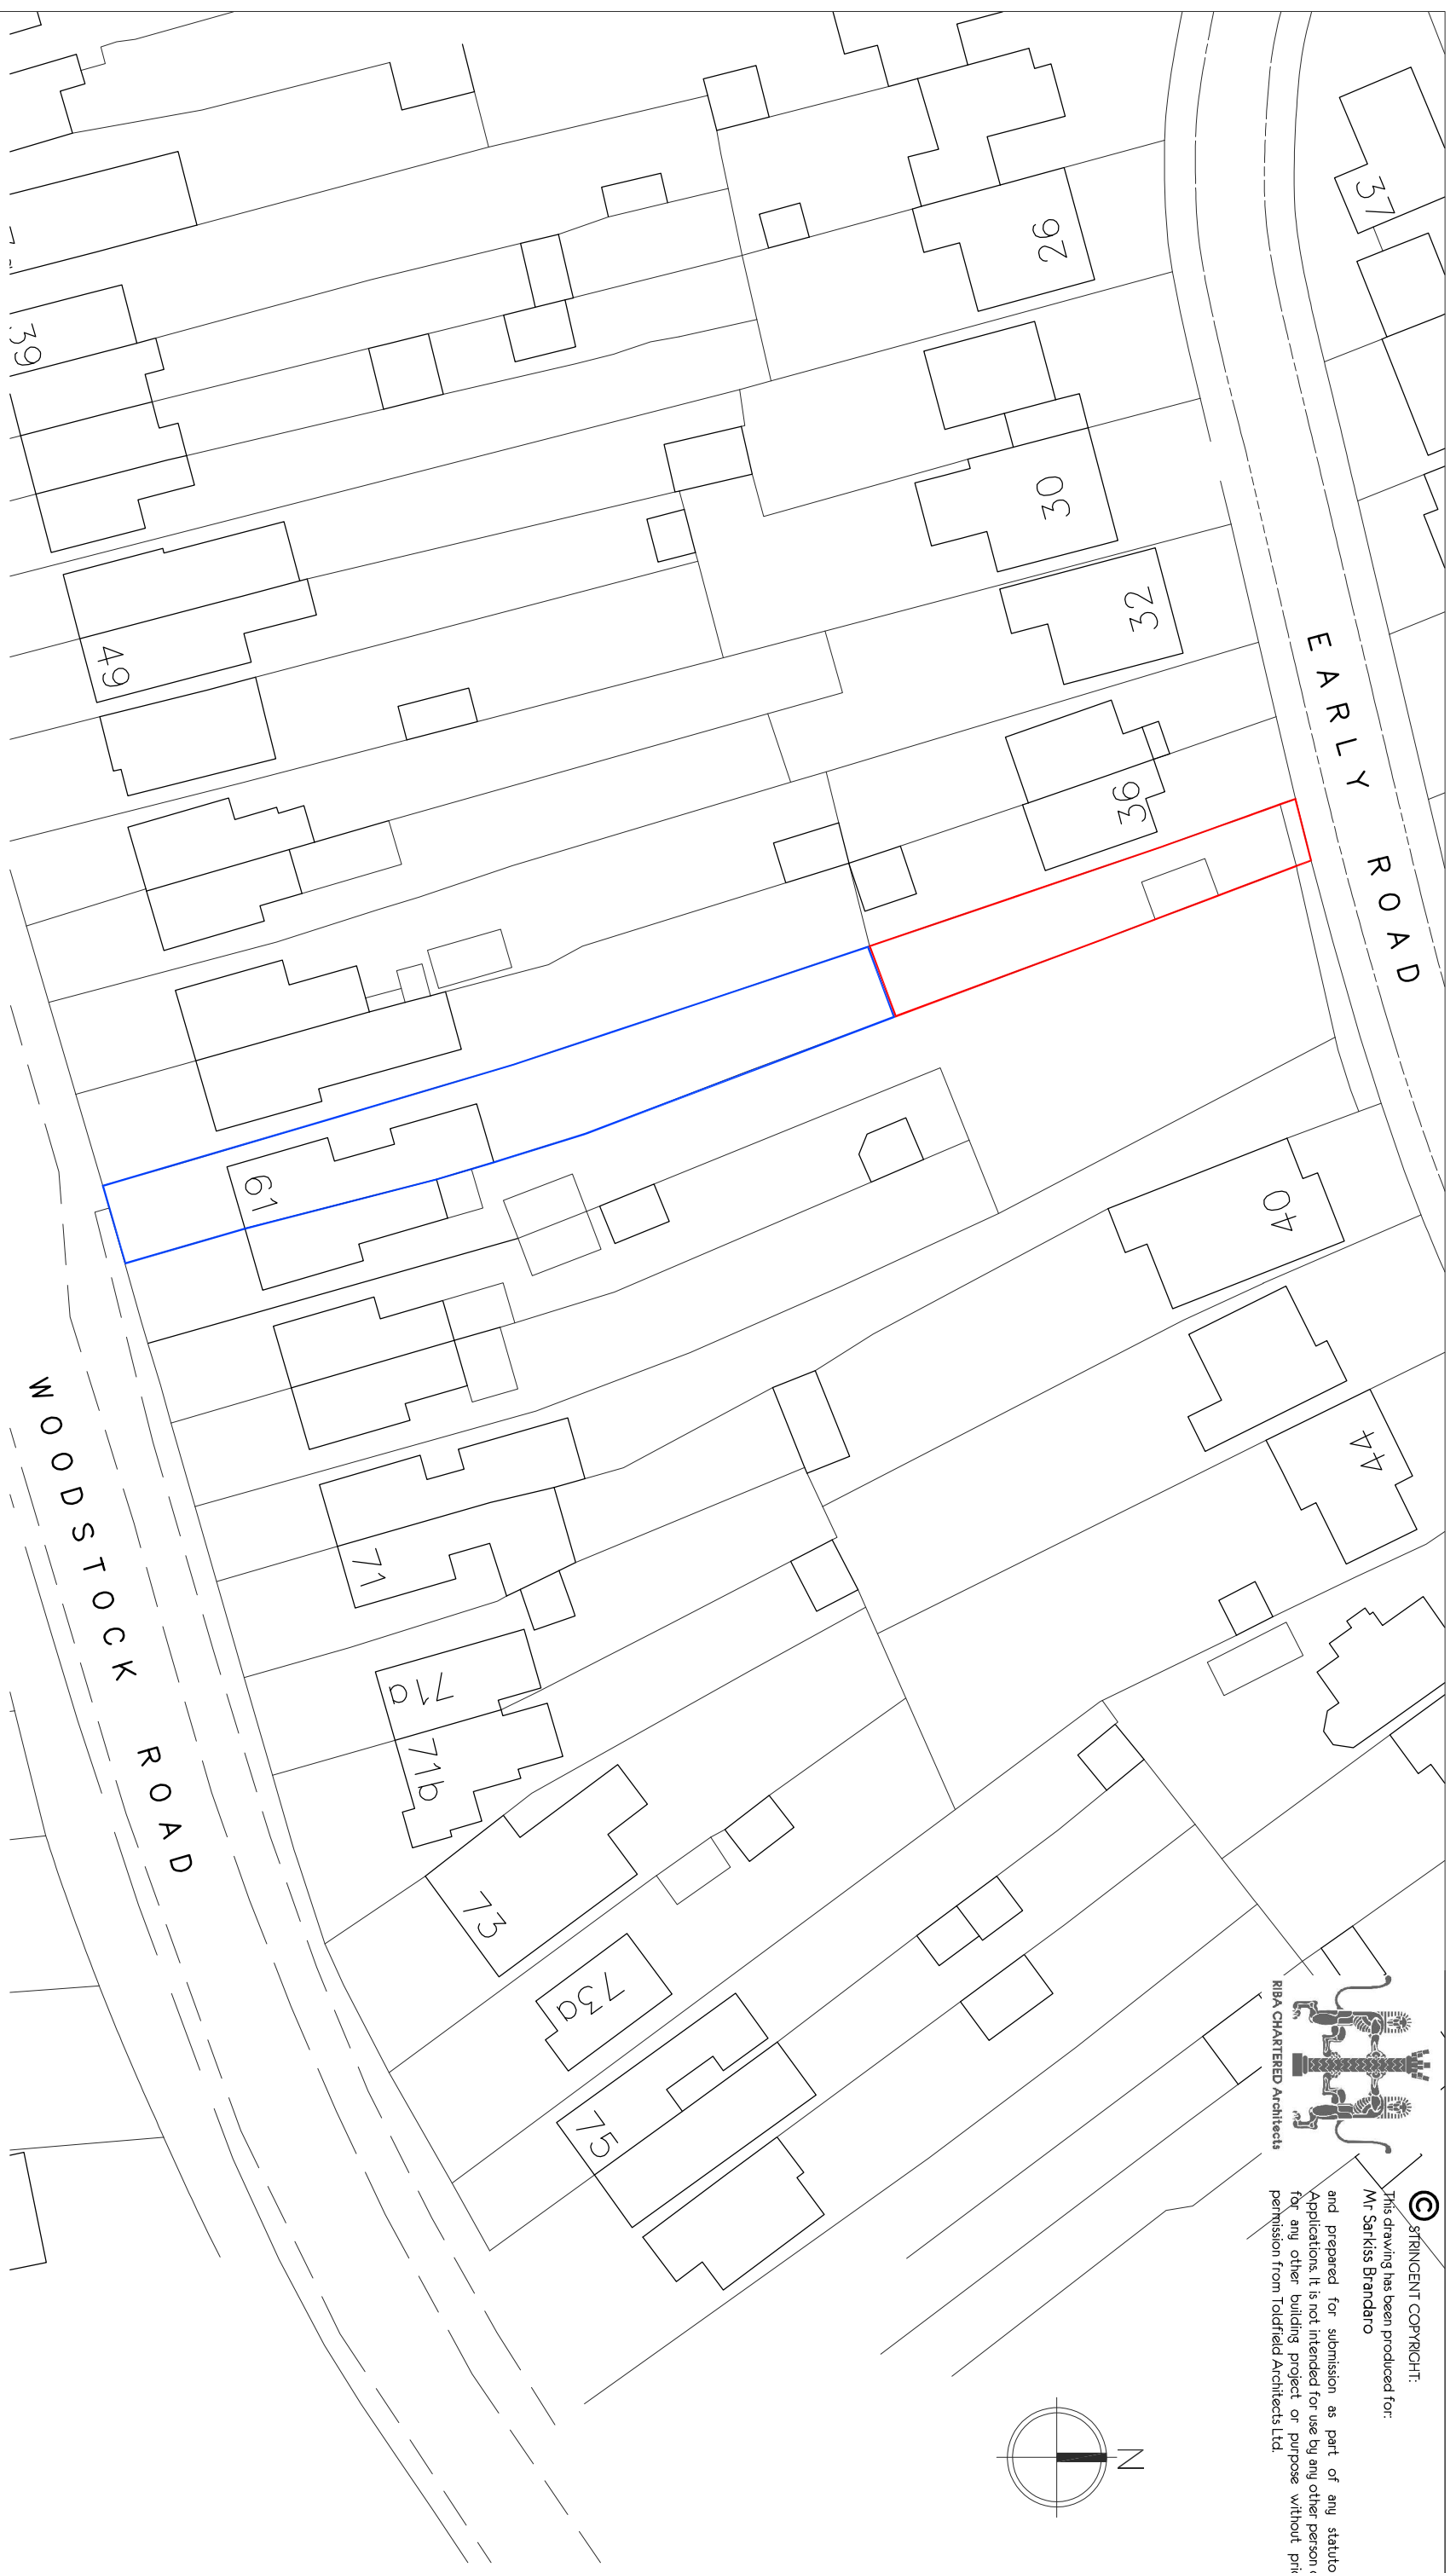 37
26
39
30
32
49
EARLY ROAD
36
61
40
44
71
71a
71b
WOODSTOCK ROAD
73
73a
75
RIBA CHARTERED Architects
© STRINGENT COPYRIGHT:
This drawing has been produced for:
Mr Sarkiss Brandaro
and prepared for submission as part of any
Applications. It is not intended for use by any other person
for any other building project or purpose without
permission from Toldfield Architects Ltd.
N